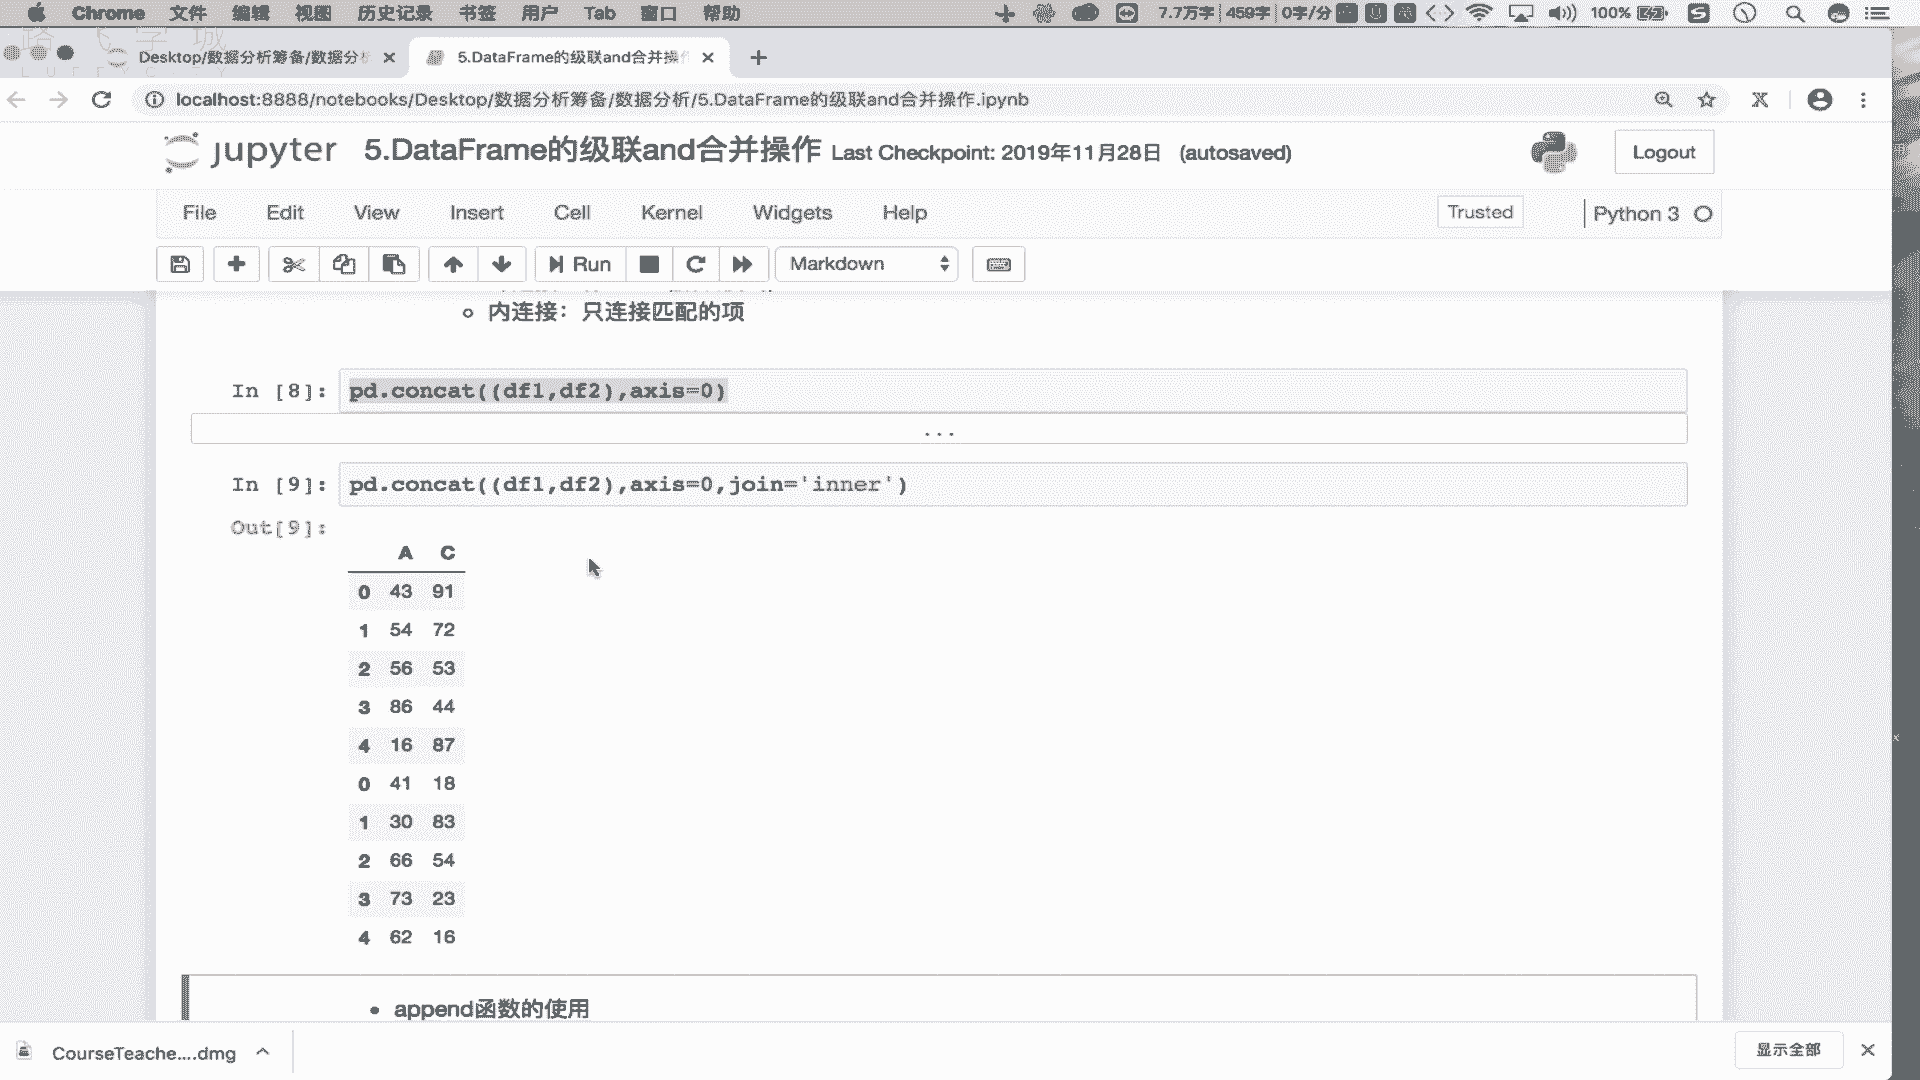 Chrome 文件 编辑 视图 历史记录 书签 用户 Tab 窗口 帮助 7.7万字 459字 0字/分 100%
Desktop/数据分析筹备/数据分 5.DataFrame的级联and合并操
localhost:8888/notebooks/Desktop/数据分析筹备/数据分析/5.DataFrame的级联and合并操作.ipynb
jupyter 5.DataFrame的级联and合并操作 Last Checkpoint: 2019年11月28日 (autosaved) Logout
File Edit View Insert Cell Kernel Widgets Help Trusted Python 3
Run Markdown
内连接：只连接匹配的项
In [8]: pd.concat((df1,df2),axis=0)
...
In [9]: pd.concat((df1,df2),axis=0,join='inner')
Out[9]:
A C
0 43 91
1 54 72
2 56 53
3 86 44
4 16 87
0 41 18
1 30 83
2 66 54
3 73 23
4 62 16
append函数的使用
CourseTeache....dmg 显示全部